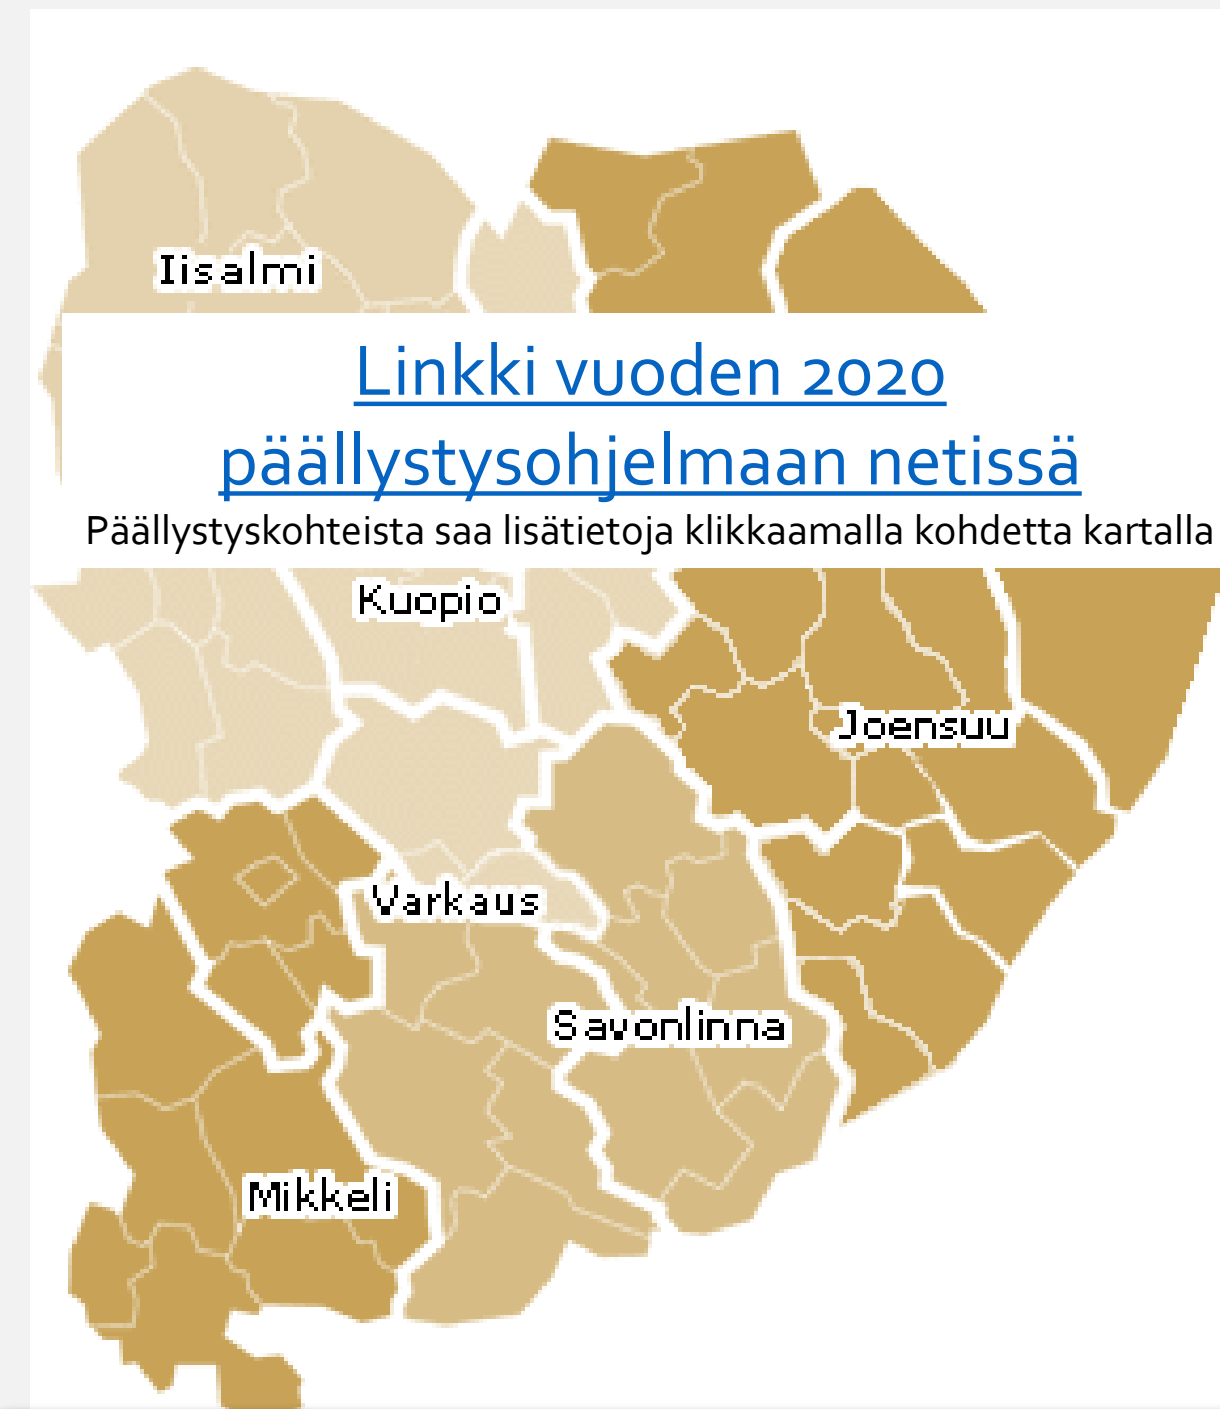 Iisalmi
Linkki vuoden 2020
päällystysohjelmaan netissä
Päällystyskohteista saa lisätietoja klikkaamalla kohdetta kartalla
Kuopio
Joensuu
Varkaus
Savonlinna
Mikkeli